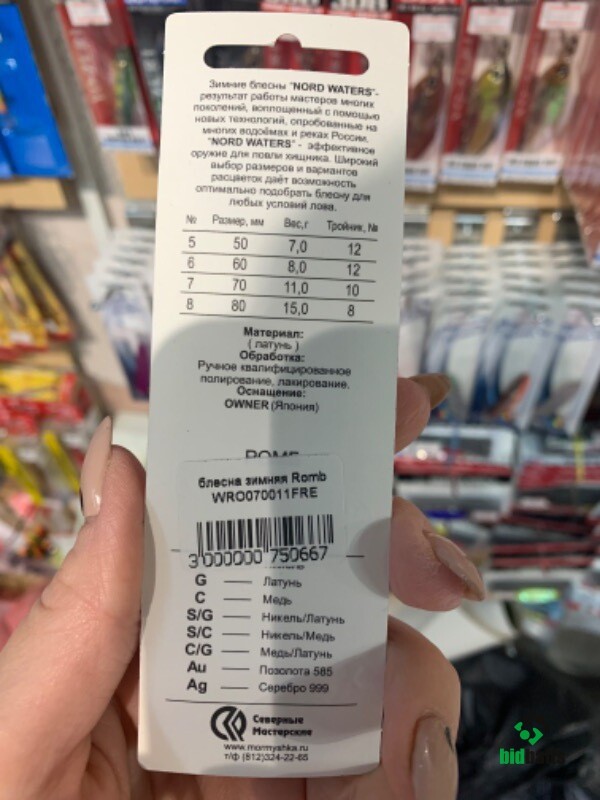 Зимние блесны "NORD WATERS"-
результат работы мастеров многих
поколений, воплощенный с помощью
новых технологий, опробованные на
многих водоёмах и реках России.
"NORD WATERS" - эффективное
оружие для ловли хищника. Широкий
выбор размеров и вариантов
расцветок даёт возможность
оптимально подобрать блесну для
любых условий лова.
№ Размер, мм Вес,г Тройник, №
5 50 7,0 12
6 60 8,0 12
7 70 11,0 10
8 80 15,0 8
Материал:
( латунь )
Обработка:
Ручное квалифицированное
полирование, лакирование.
Оснащение:
OWNER (Япония)
блесна зимняя Romb
WRO070011FRE
3 000000 750667
G — Латунь
C — Медь
S/G — Никель/Латунь
S/C — Никель/Медь
C/G — Медь/Латунь
Au — Позолота 585
Ag — Серебро 999
Северные
Мастерские
www.mormyshka.ru
т/ф (812)324-22-65